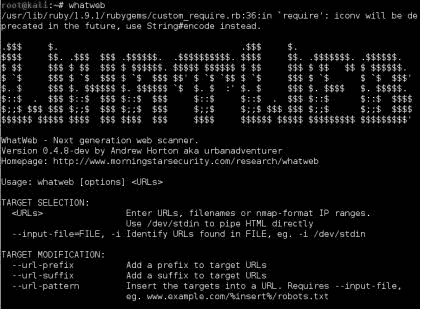 root@kali:~# whatweb
/usr/lib/ruby/1.9.1/rubygems/custom_require.rb:36:in `require': iconv will be de
precated in the future, use String#encode instead.
WhatWeb - Next generation web scanner.
Version 0.4.8-dev by Andrew Horton aka urbanadventurer
Homepage: http://www.morningstarsecurity.com/research/whatweb
Usage: whatweb [options] <URLs>
TARGET SELECTION:
<URLs> Enter URLs, filenames or nmap-format IP ranges.
Use /dev/stdin to pipe HTML directly
--input-file=FILE, -i Identify URLs found in FILE, eg. -i /dev/stdin
TARGET MODIFICATION:
--url-prefix Add a prefix to target URLs
--url-suffix Add a suffix to target URLs
--url-pattern Insert the targets into a URL. Requires --input-file,
eg. www.example.com/%insert%/robots.txt